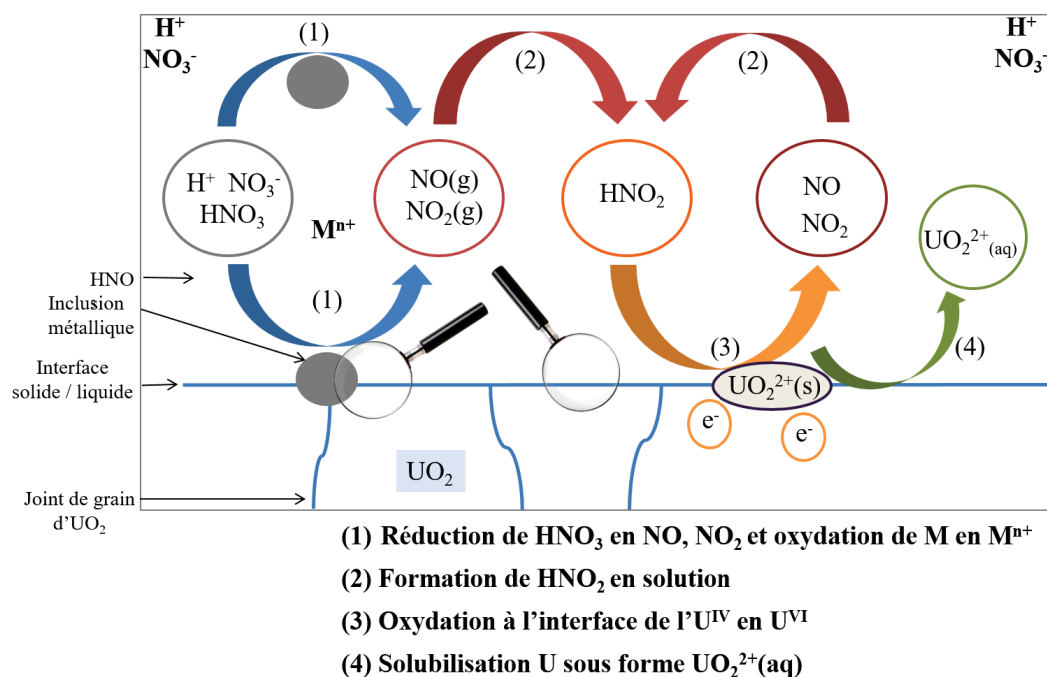 H⁺
NO₃⁻
(1)
(2)
(2)
H⁺
NO₃⁻
H⁺ NO₃⁻
HNO₃
NO(g)
NO₂(g)
HNO₂
NO
NO₂
Mⁿ⁺
UO₂²⁺(aq)
HNO
Inclusion
métallique
(1)
(3)
(4)
Interface
solide / liquide
UO₂²⁺(s)
e⁻
e⁻
UO₂
Joint de grain
d'UO₂
(1) Réduction de HNO₃ en NO, NO₂ et oxydation de M en Mⁿ⁺
(2) Formation de HNO₂ en solution
(3) Oxydation à l'interface de l'Uᴵⱽ en Uⱽᴵ
(4) Solubilisation U sous forme UO₂²⁺(aq)